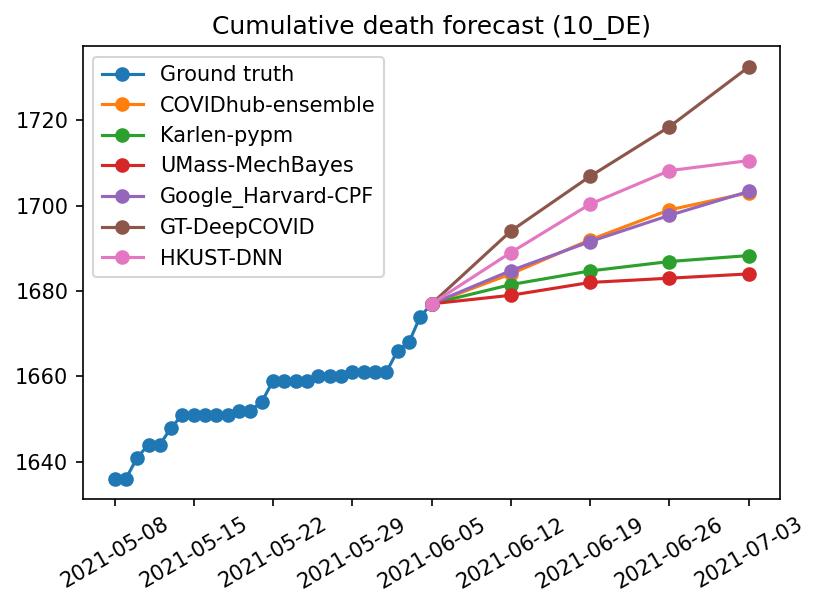 Cumulative death forecast (10_DE)
Ground truth
COVIDhub-ensemble
Karlen-pypm
UMass-MechBayes
Google_Harvard-CPF
GT-DeepCOVID
HKUST-DNN
1720
1700
1680
1660
1640
2021-05-08
2021-05-15
2021-05-22
2021-05-29
2021-06-05
2021-06-12
2021-06-19
2021-06-26
2021-07-03